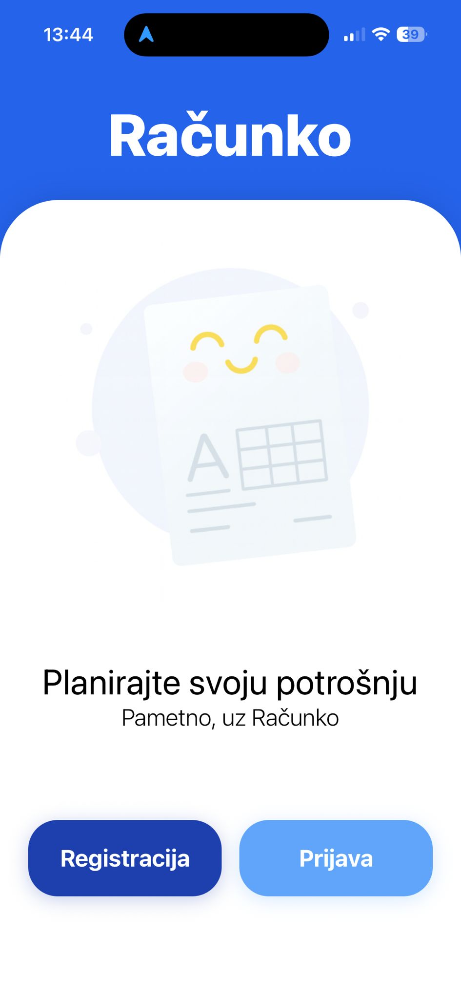 13:44
39
Računko
A
Planirajte svoju potrošnju
Pametno, uz Računko
Registracija
Prijava